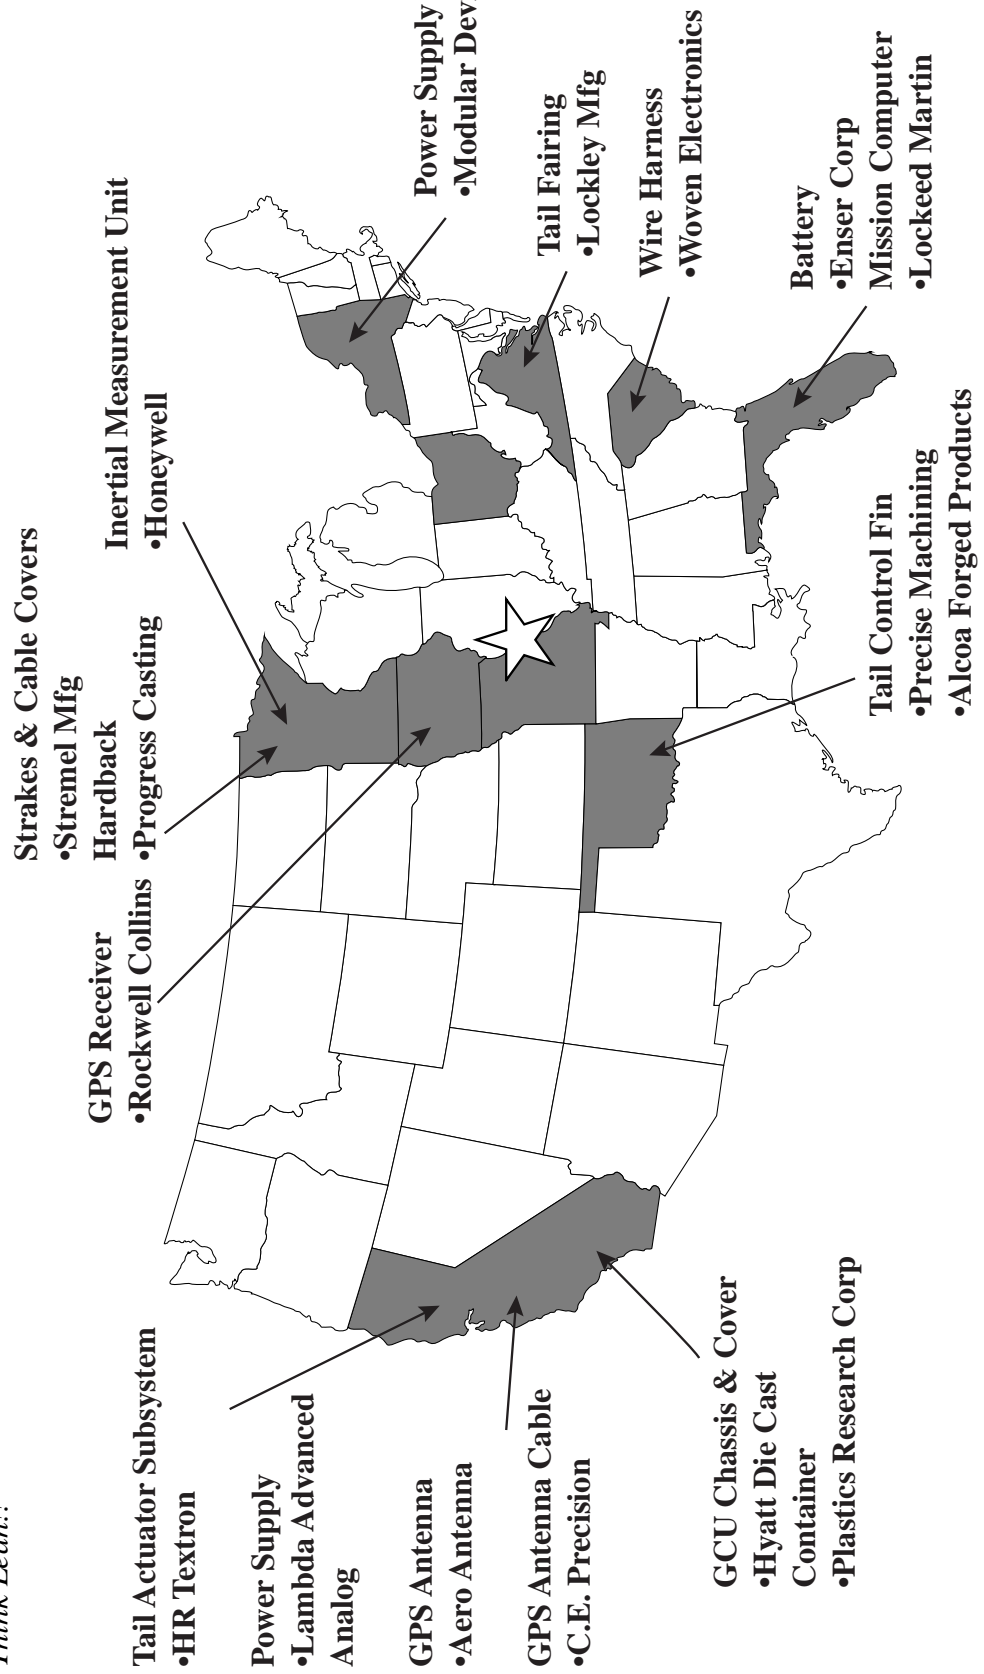 Think Lean!!
Strakes & Cable Covers
•Stremel Mfg
Hardback
•Progress Casting
Inertial Measurement Unit
•Honeywell
GPS Receiver
•Rockwell Collins
Power Supply
•Modular Dev.
Tail Fairing
•Lockley Mfg
Wire Harness
•Woven Electronics
Battery
•Enser Corp
Mission Computer
•Lockeed Martin
Tail Control Fin
•Precise Machining
•Alcoa Forged Products
Tail Actuator Subsystem
•HR Textron
Power Supply
•Lambda Advanced
Analog
GPS Antenna
•Aero Antenna
GPS Antenna Cable
•C.E. Precision
GCU Chassis & Cover
•Hyatt Die Cast
Container
•Plastics Research Corp